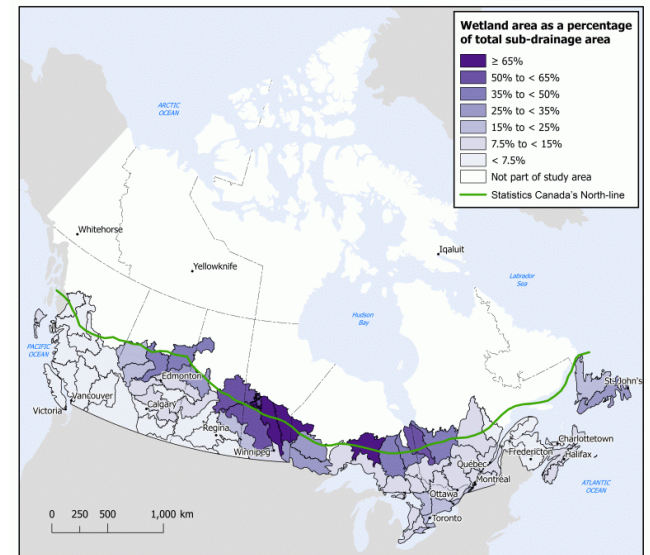 Wetland area as a percentage
of total sub-drainage area
≥ 65%
50% to < 65%
35% to < 50%
25% to < 35%
15% to < 25%
7.5% to < 15%
< 7.5%
Not part of study area
Statistics Canada's North-line
ARCTIC
OCEAN
Whitehorse
Yellowknife
Iqaluit
Labrador
Sea
Hudson
Bay
PACIFIC
OCEAN
Edmonton
St. John's
Vancouver
Calgary
Victoria
Regina
Winnipeg
Charlottetown
Fredericton
Halifax
Québec
Montréal
Ottawa
Toronto
ATLANTIC
OCEAN
0 250 500 1,000 km